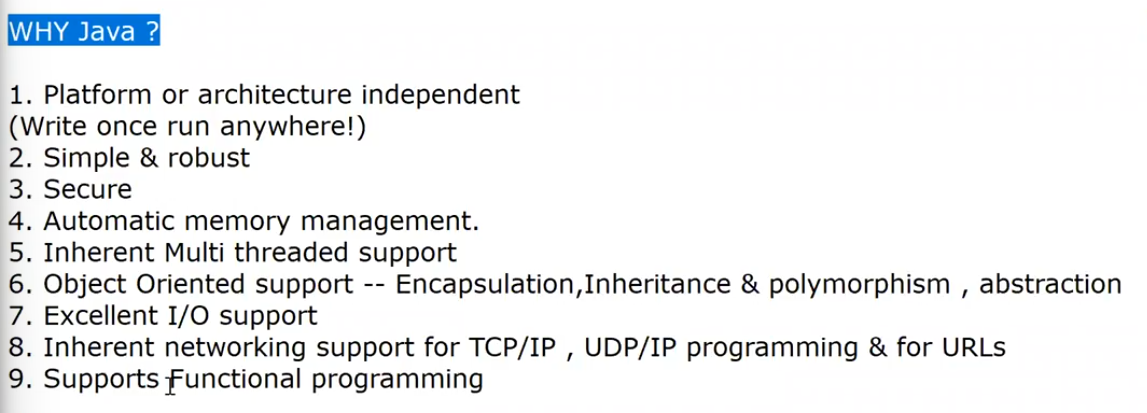 WHY Java ?
1. Platform or architecture independent
(Write once run anywhere!)
2. Simple & robust
3. Secure
4. Automatic memory management.
5. Inherent Multi threaded support
6. Object Oriented support -- Encapsulation,Inheritance & polymorphism , abstraction
7. Excellent I/O support
8. Inherent networking support for TCP/IP , UDP/IP programming & for URLs
9. Supports Functional programming